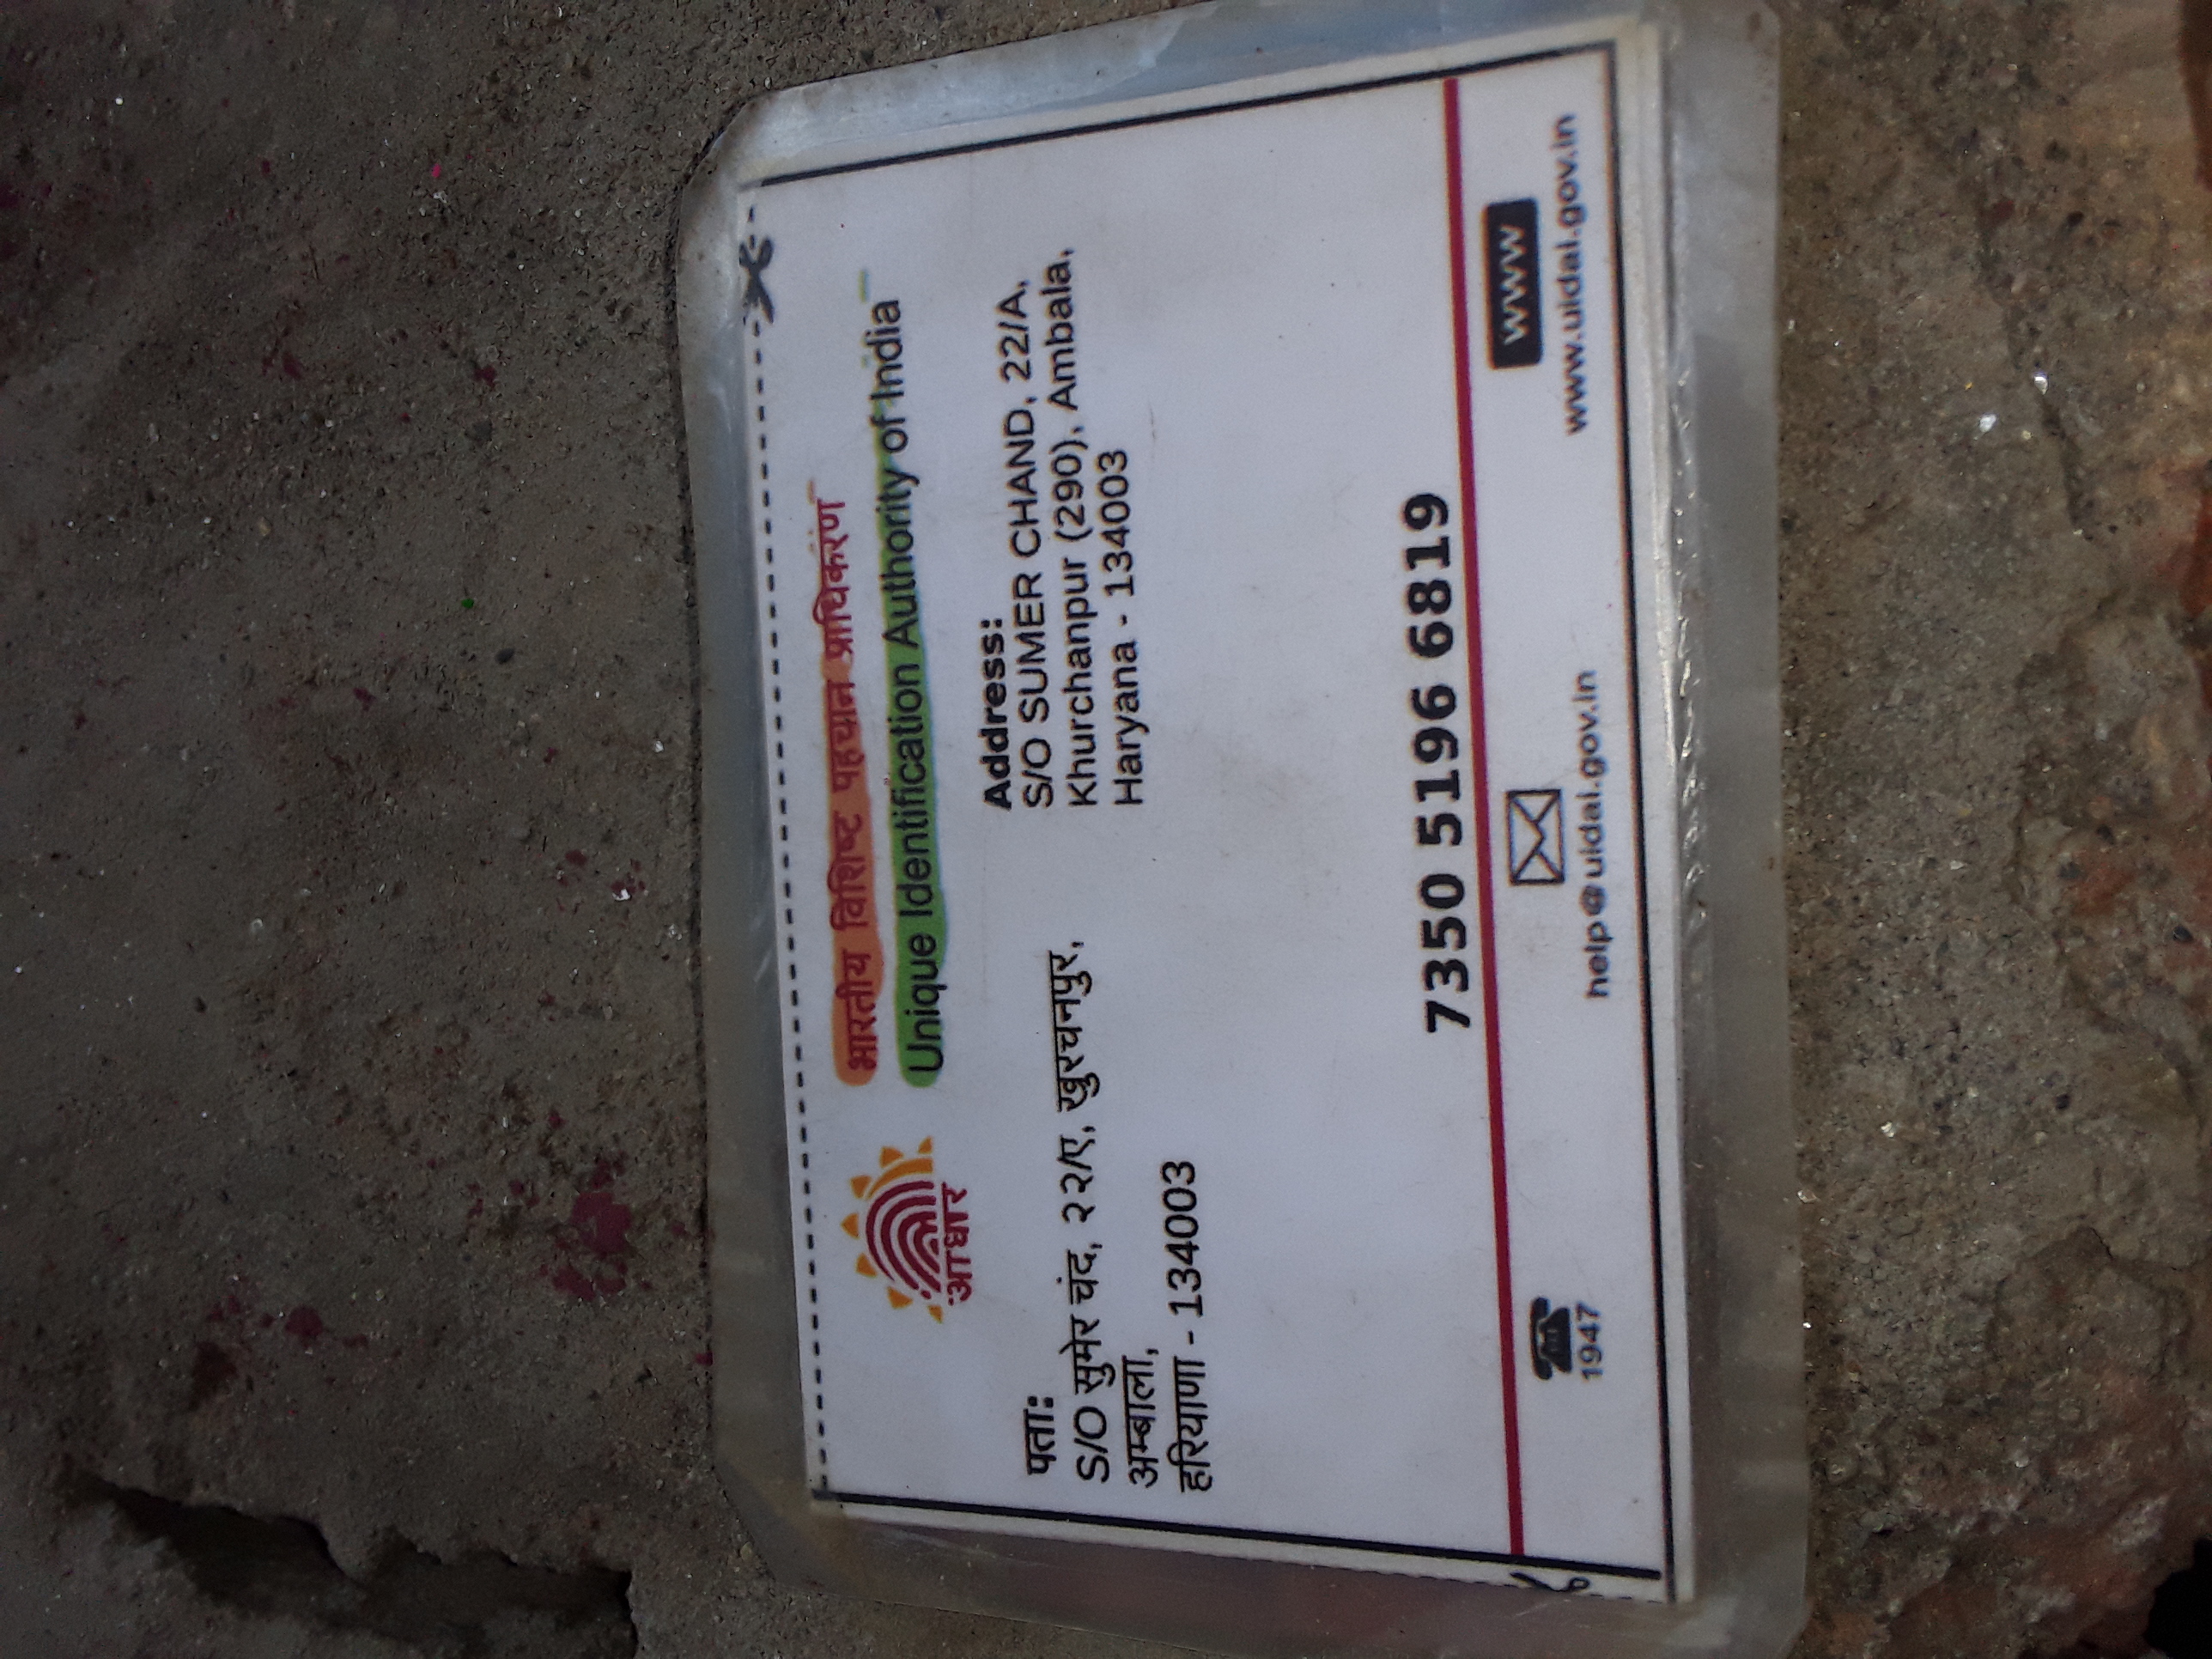 भारतीय विशिष्ट पहचान प्राधिकरण
Unique Identification Authority of India
आधार
पता:
S/O सुमेर चंद, २२/ए, खुरचनपुर,
अम्बाला,
हरियाणा - 134003
Address:
S/O SUMER CHAND, 22/A,
Khurchanpur (290), Ambala,
Haryana - 134003
7350 5196 6819
1947
help@uidai.gov.in
www
www.uidai.gov.in